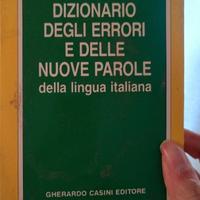 DIZIONARIO
DEGLI ERRORI
E DELLE
NUOVE PAROLE
della lingua italiana
GHERARDO CASINI EDITORE